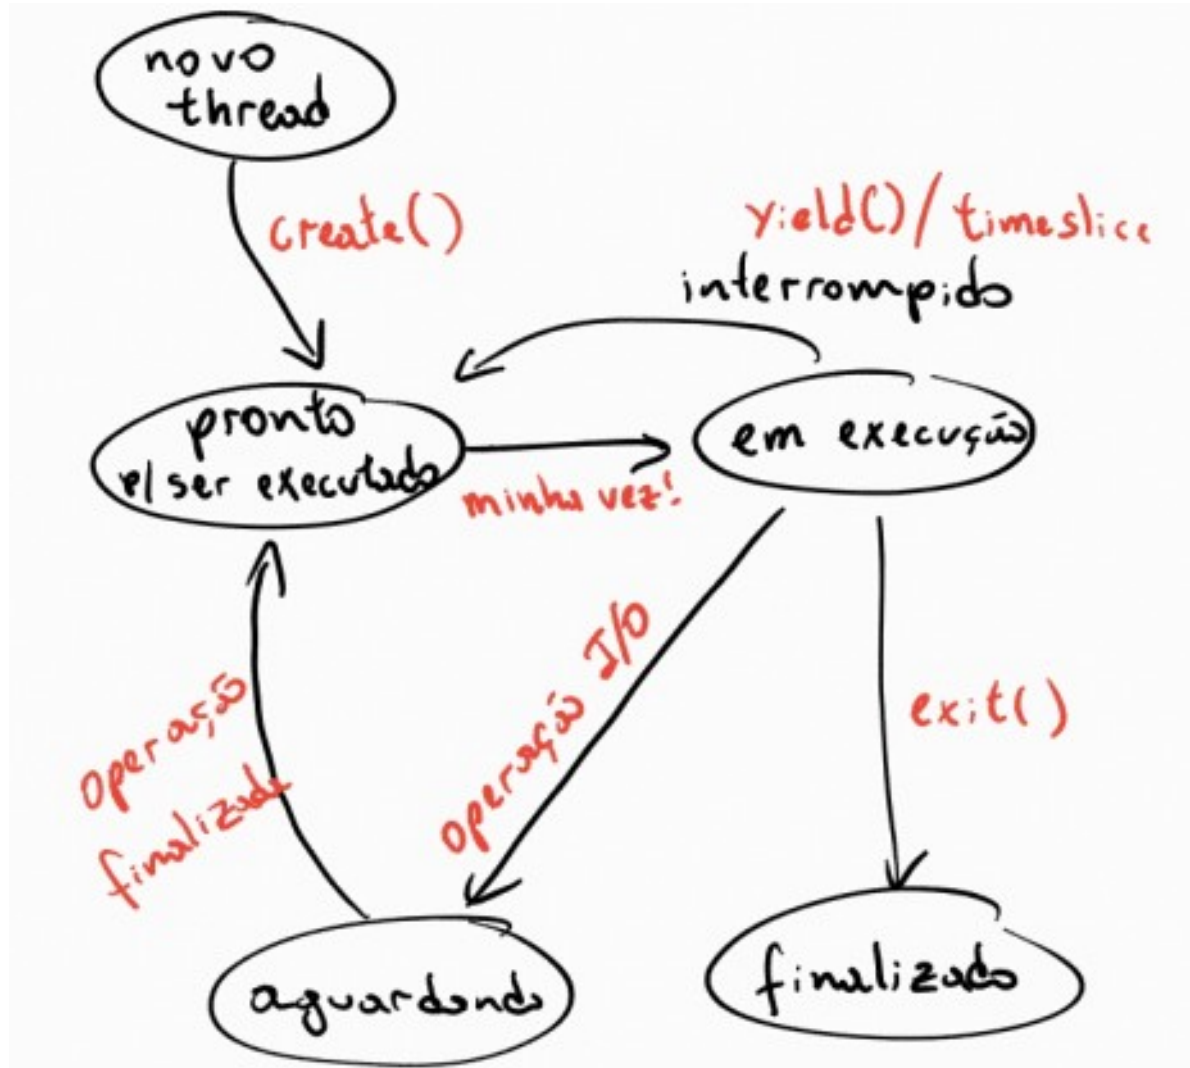 novo
thread
create()
yield()/timeslice
interrompido
pronto
p/ ser executado
minha vez!
em execução
operação I/O
exit()
operação
finalizada
aguardando
finalizado